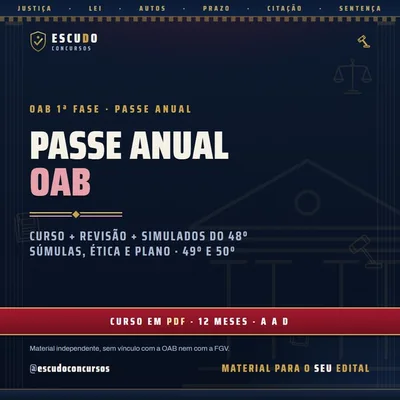 JUSTIÇA · LEI · AUTOS · PRAZO · CITAÇÃO · SENTENÇA
ESCUDO
CONCURSOS
OAB 1ª FASE · PASSE ANUAL
PASSE ANUAL
OAB
CURSO + REVISÃO + SIMULADOS DO 48º
SÚMULAS, ÉTICA E PLANO · 49º E 50º
CURSO EM PDF · 12 MESES · A A D
Material independente, sem vínculo com a OAB nem com a FGV.
@escudoconcursos
MATERIAL PARA O SEU EDITAL